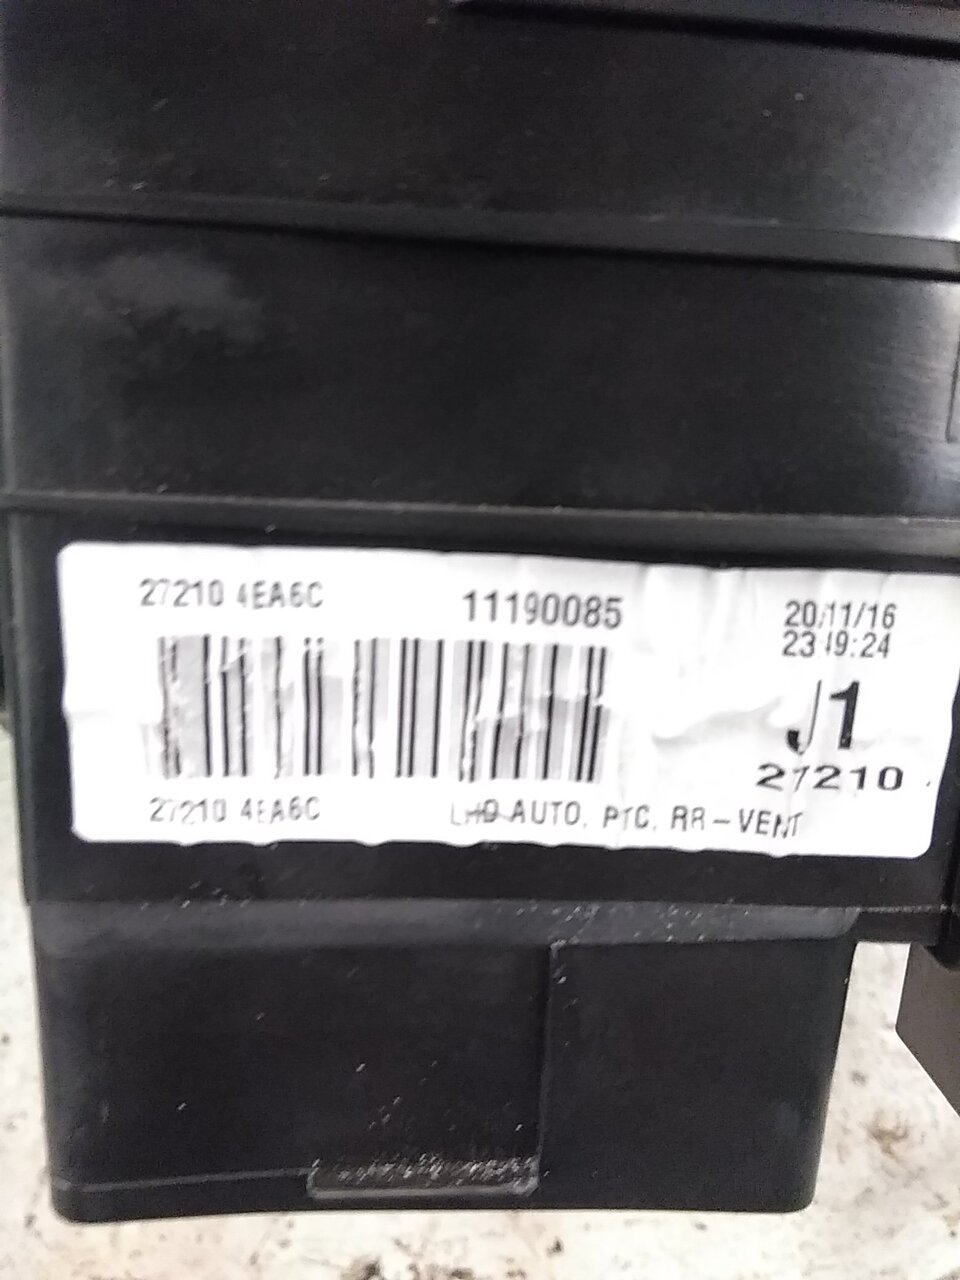 27210 4EA6C
11190085
20/11/16
23:49:24
J1
27210
27210 4EA6C
LHD AUTO, PTC, RR-VENT